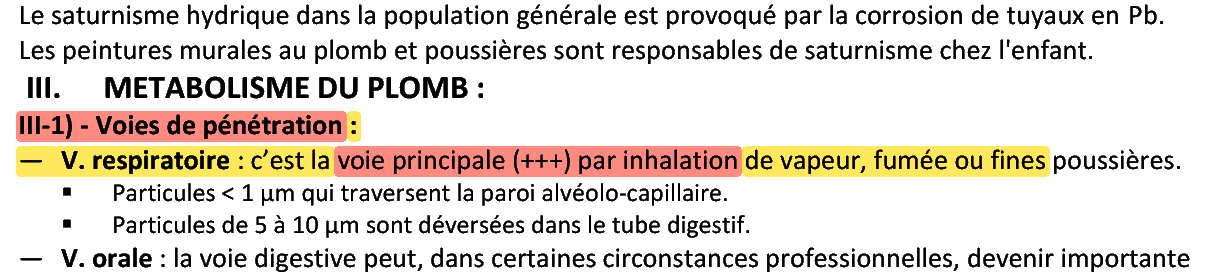 Le saturnisme hydrique dans la population générale est provoqué par la corrosion de tuyaux en Pb.
Les peintures murales au plomb et poussières sont responsables de saturnisme chez l'enfant.
III. METABOLISME DU PLOMB :
III-1) - Voies de pénétration :
— V. respiratoire : c’est la voie principale (+++) par inhalation de vapeur, fumée ou fines poussières.
▪ Particules < 1 µm qui traversent la paroi alvéolo-capillaire.
▪ Particules de 5 à 10 µm sont déversées dans le tube digestif.
— V. orale : la voie digestive peut, dans certaines circonstances professionnelles, devenir importante